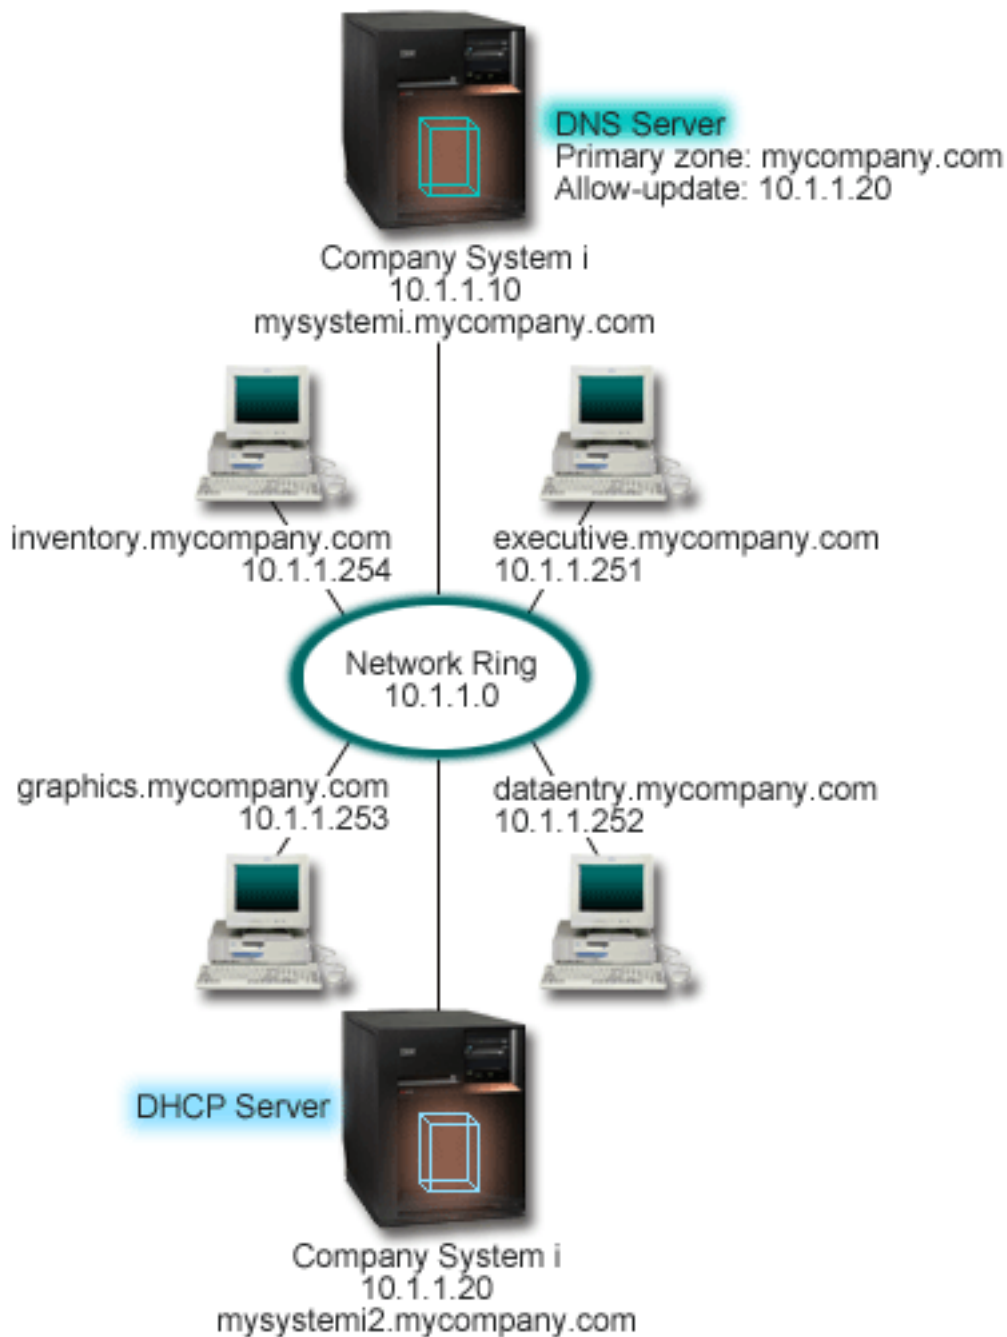 DNS Server
Primary zone: mycompany.com
Allow-update: 10.1.1.20
Company System i
10.1.1.10
mysystemi.mycompany.com
inventory.mycompany.com
10.1.1.254
executive.mycompany.com
10.1.1.251
Network Ring
10.1.1.0
graphics.mycompany.com
10.1.1.253
dataentry.mycompany.com
10.1.1.252
DHCP Server
Company System i
10.1.1.20
mysystemi2.mycompany.com